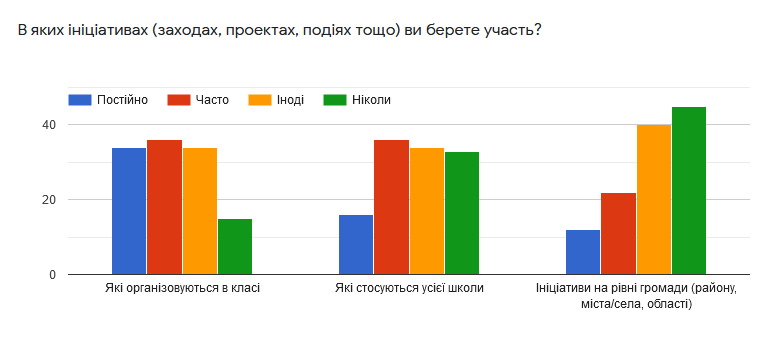 В яких ініціативах (заходах, проектах, подіях тощо) ви берете участь?
Постійно Часто Іноді Ніколи
40
20
0
Які організовуються в класі Які стосуються усієї школи Ініціативи на рівні громади (району,
міста/села, області)